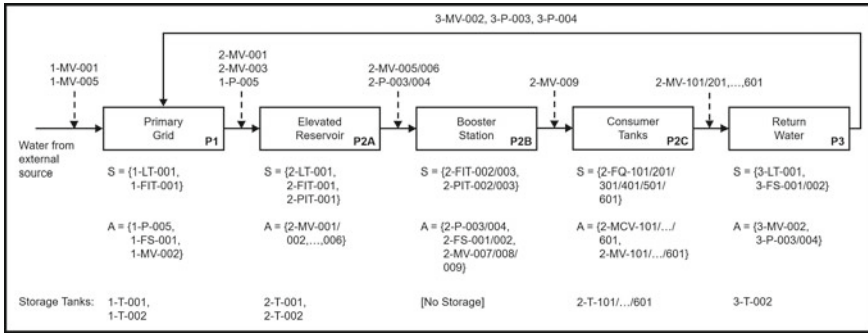 3-MV-002, 3-P-003, 3-P-004
1-MV-001
1-MV-005
2-MV-001
2-MV-003
1-P-005
2-MV-005/006
2-P-003/004
2-MV-009
2-MV-101/201,...,601
Water from
external
source
Primary
Grid
P1
Elevated
Reservoir
P2A
Booster
Station
P2B
Consumer
Tanks
P2C
Return
Water
P3
S = {1-LT-001,
1-FIT-001}
S = {2-LT-001,
2-FIT-001,
2-PIT-001}
S = {2-FIT-002/003,
2-PIT-002/003}
S = {2-FQ-101/201/
301/401/501/
601}
S = {3-LT-001,
3-FS-001/002}
A = {1-P-005,
1-FS-001,
1-MV-002}
A = {2-MV-001/
002,...,006}
A = {2-P-003/004,
2-FS-001/002,
2-MV-007/008/
009}
A = {2-MCV-101/.../
601,
2-MV-101/.../601}
A = {3-MV-002,
3-P-003/004}
Storage Tanks:
1-T-001,
1-T-002
2-T-001,
2-T-002
[No Storage]
2-T-101/.../601
3-T-002